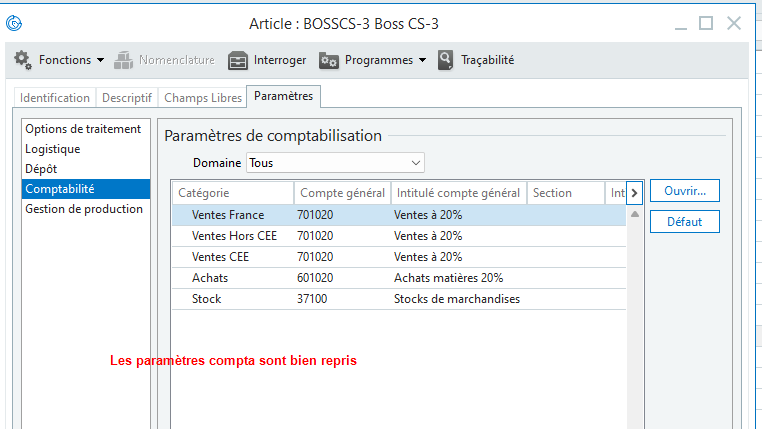 Article : BOSSCS-3 Boss CS-3
Fonctions Nomenclature Interroger Programmes Traçabilité
Identification Descriptif Champs Libres Paramètres
Options de traitement
Logistique
Dépôt
Comptabilité
Gestion de production
Paramètres de comptabilisation
Domaine Tous
Catégorie Compte général Intitulé compte général Section Int
Ventes France 701020 Ventes à 20%
Ventes Hors CEE 701020 Ventes à 20%
Ventes CEE 701020 Ventes à 20%
Achats 601020 Achats matières 20%
Stock 37100 Stocks de marchandises
Ouvrir...
Défaut
Les paramètres compta sont bien repris